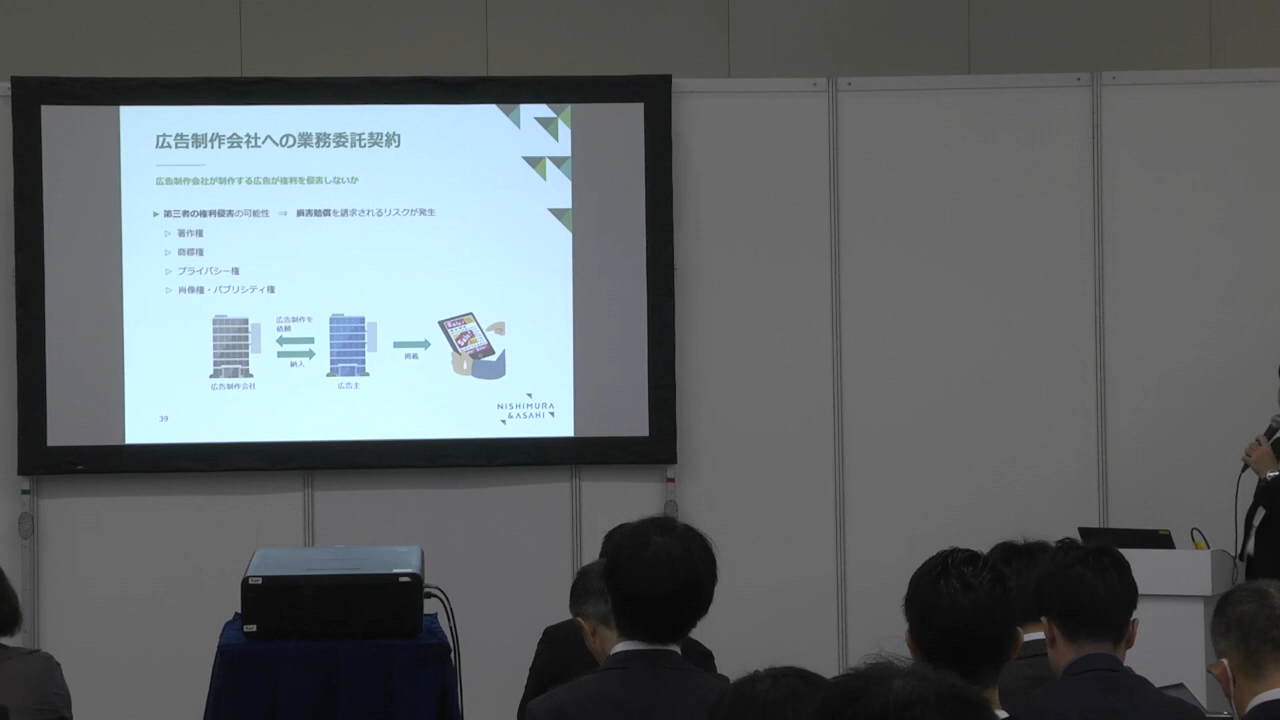 広告制作会社への業務委託契約
広告制作会社が制作する広告が権利を侵害しないか
▶ 第三者の権利侵害の可能性 ⇒ 損害賠償を請求されるリスクが発生
▷ 著作権
▷ 商標権
▷ プライバシー権
▷ 肖像権・パブリシティ権
広告制作を
依頼
納入
掲載
広告制作会社
広告主
39
NISHIMURA
& ASAHI